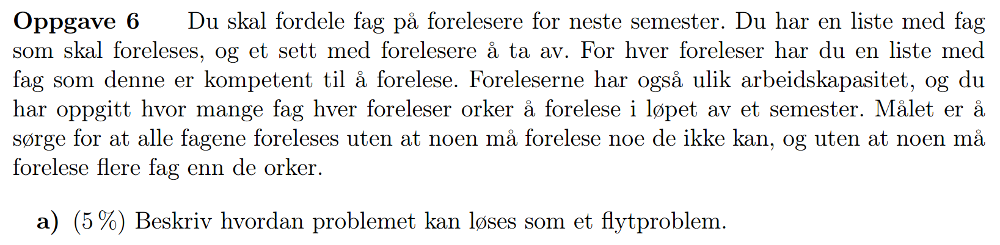 Oppgave 6 Du skal fordele fag på forelesere for neste semester. Du har en liste med fag
som skal foreleses, og et sett med forelesere å ta av. For hver foreleser har du en liste med
fag som denne er kompetent til å forelese. Foreleserne har også ulik arbeidskapasitet, og du
har oppgitt hvor mange fag hver foreleser orker å forelese i løpet av et semester. Målet er å
sørge for at alle fagene foreleses uten at noen må forelese noe de ikke kan, og uten at noen må
forelese flere fag enn de orker.
a) (5 %) Beskriv hvordan problemet kan løses som et flytproblem.